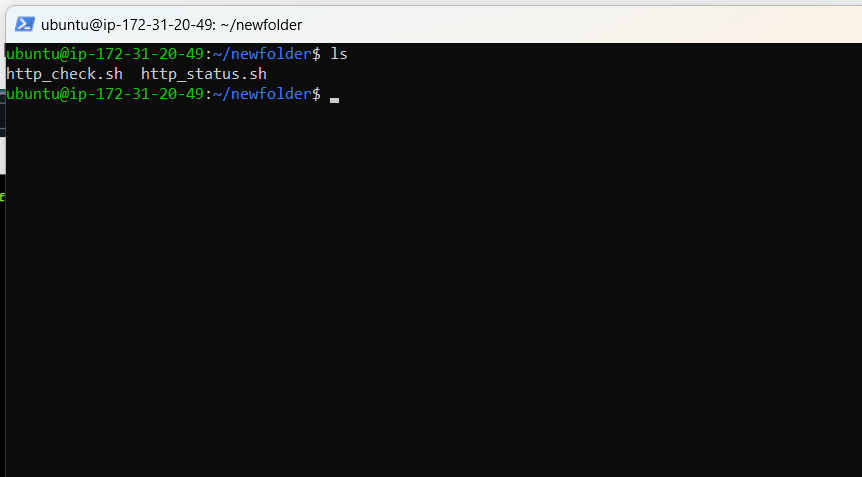 ubuntu@ip-172-31-20-49: ~/newfolder
ubuntu@ip-172-31-20-49:~/newfolder$ ls
http_check.sh  http_status.sh
ubuntu@ip-172-31-20-49:~/newfolder$